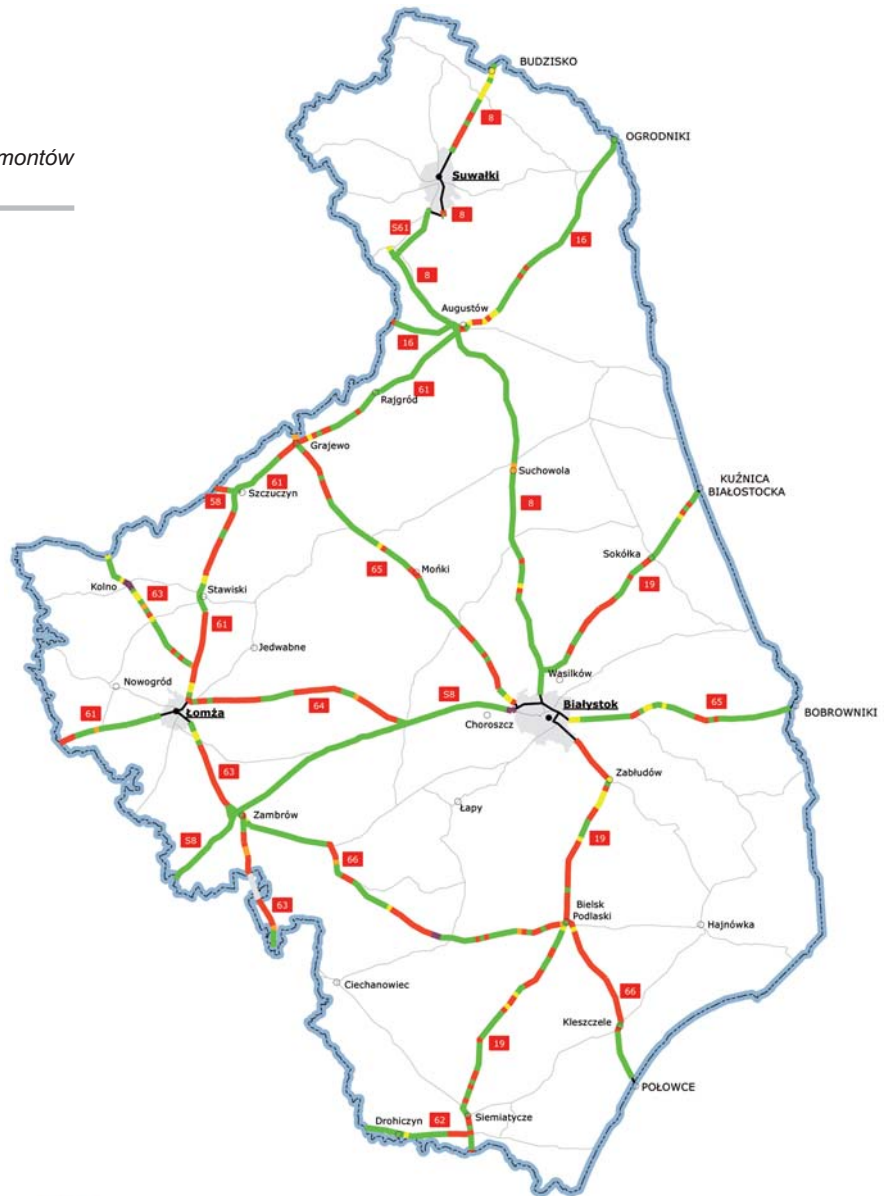 montów
BUDZISKO
8
OGRODNIKI
Suwałki
8
S61
16
8
Augustów
16
61
Rajgród
Grajewo
61
58
Szczuczyn
Suchowola
8
KUŹNICA
BIAŁOSTOCKA
Sokółka
65
Mońki
19
Kolno
63
Stawiski
61
Jedwabne
Wasilków
Nowogród
S8
64
61
Łomża
Białystok
65
BOBROWNIKI
Choroszcz
63
Zabłudów
Łapy
Zambrów
S8
19
66
63
Bielsk
Podlaski
Hajnówka
Ciechanowiec
66
Kleszczele
19
POŁOWCE
Drohiczyn
62
Siemiatycze